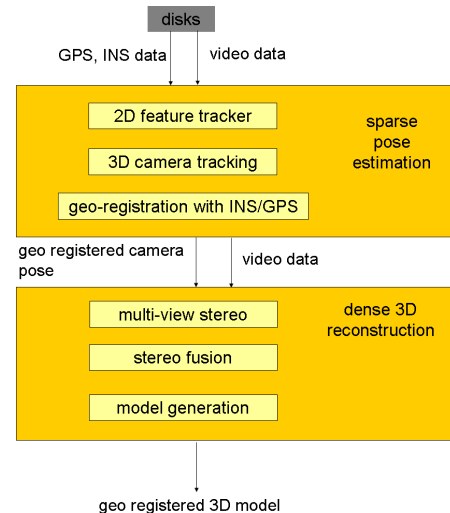 disks
GPS, INS data
video data
2D feature tracker
3D camera tracking
geo-registration with INS/GPS
sparse
pose
estimation
geo registered camera
pose
video data
multi-view stereo
stereo fusion
model generation
dense 3D
reconstruction
geo registered 3D model